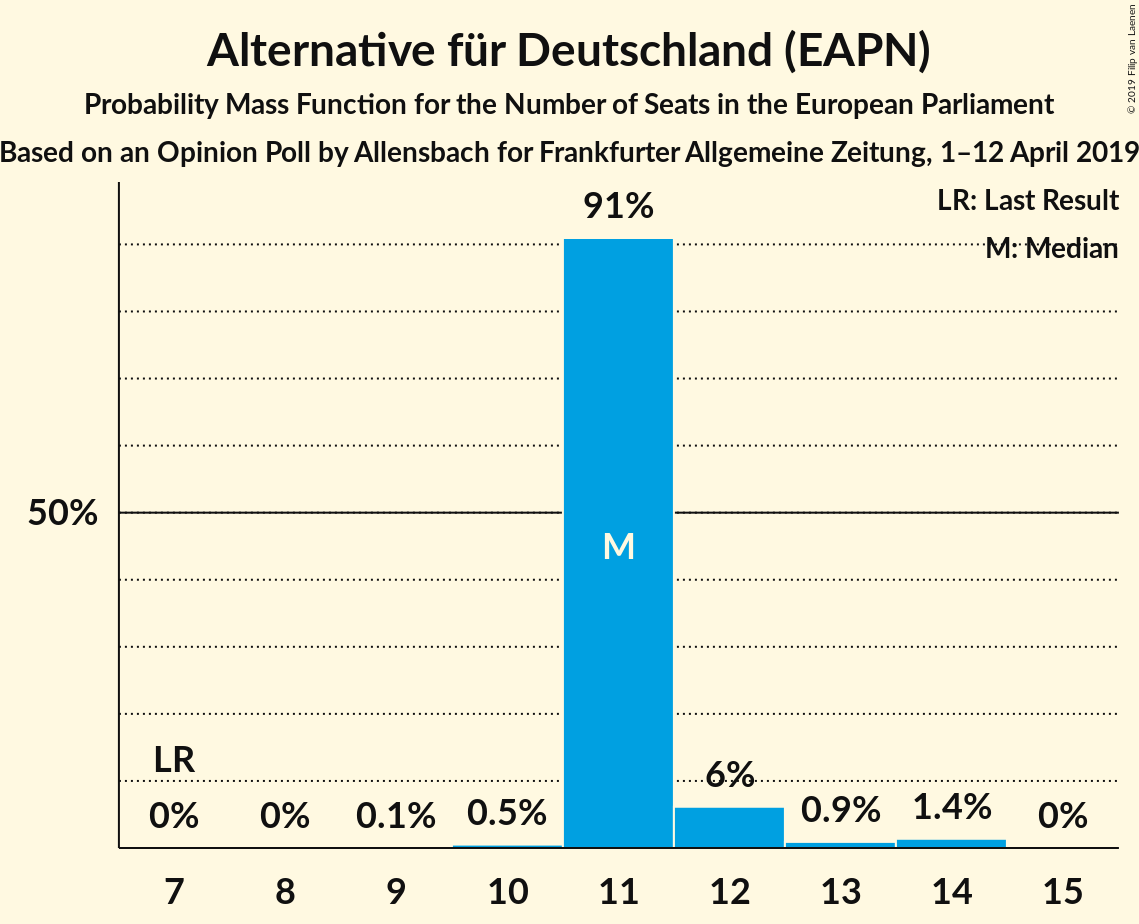 Alternative für Deutschland (EAPN)
Probability Mass Function for the Number of Seats in the European Parliament
Based on an Opinion Poll by Allensbach for Frankfurter Allgemeine Zeitung, 1–12 April 2019
© 2019 Filip van Laenen
LR: Last Result
M: Median
91%
50%
M
LR
0%
0%
0.1%
0.5%
6%
0.9%
1.4%
0%
7
8
9
10
11
12
13
14
15